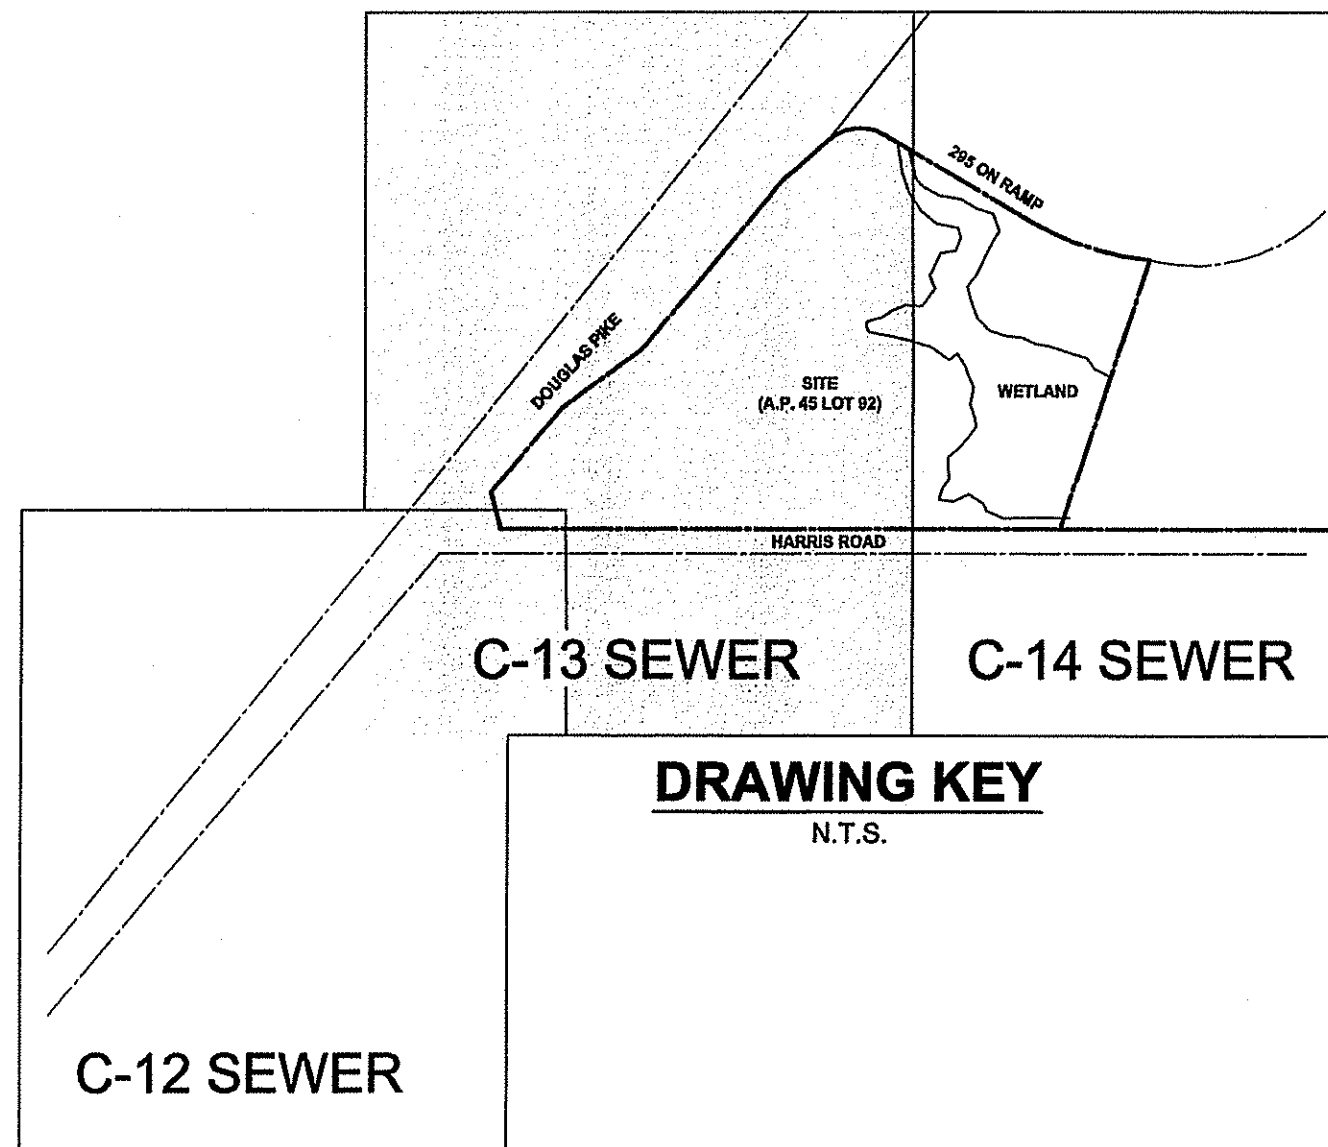 295 ON RAMP
DOUGLAS PIKE
SITE
(A.P. 45 LOT 92)
WETLAND
HARRIS ROAD
C-13 SEWER
C-14 SEWER
DRAWING KEY
N.T.S.
C-12 SEWER